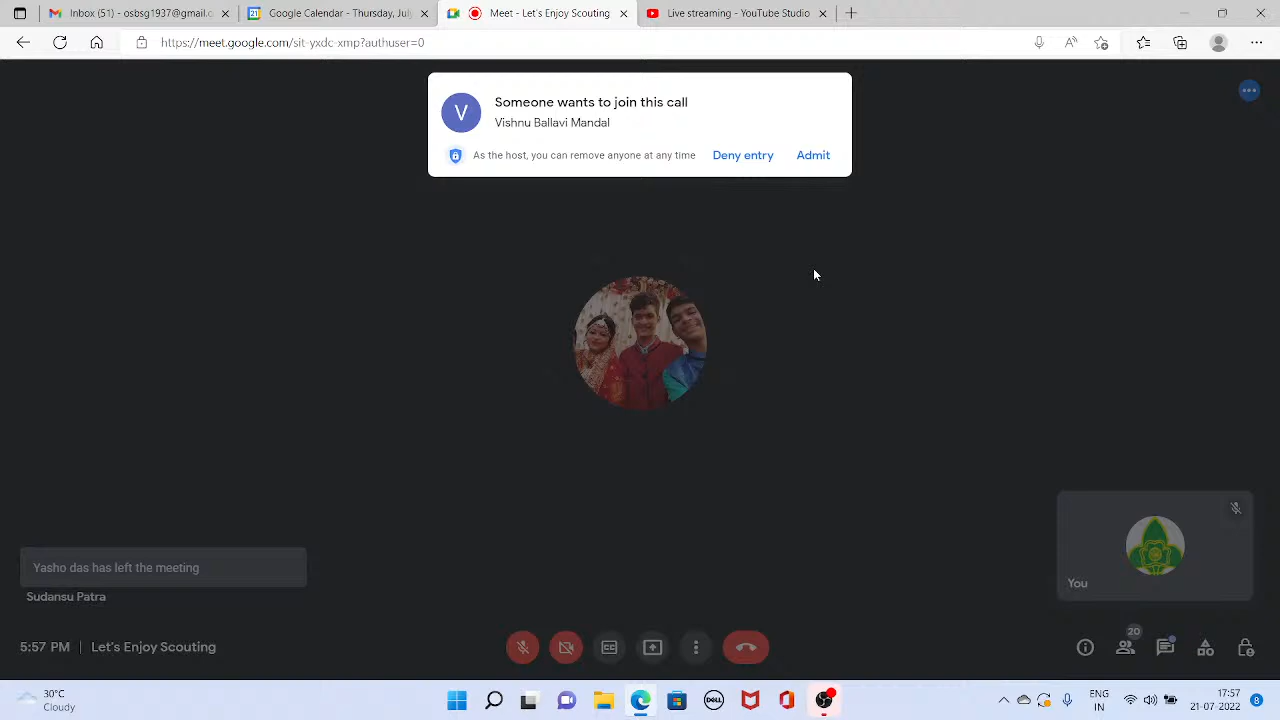 Inbox (51) - osbsg1937@gmail.c
Google Calendar - Thursday, July
Meet - Let's Enjoy Scouting
Live streaming - YouTube Studio
https://meet.google.com/sit-yxdc-xmp?authuser=0
V
Someone wants to join this call
Vishnu Ballavi Mandal
As the host, you can remove anyone at any time
Deny entry
Admit
Yasho das has left the meeting
Sudansu Patra
You
5:57 PM | Let's Enjoy Scouting
20
30°C
Cloudy
DELL
ENG
IN
17:57
21-07-2022
8